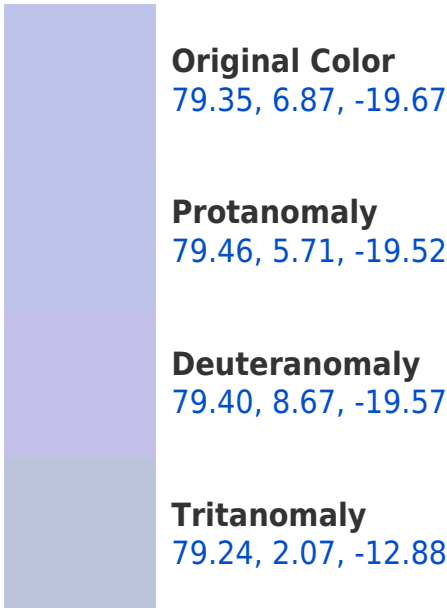 Original Color
79.35, 6.87, -19.67
Protanomaly
79.46, 5.71, -19.52
Deuteranomaly
79.40, 8.67, -19.57
Tritanomaly
79.24, 2.07, -12.88